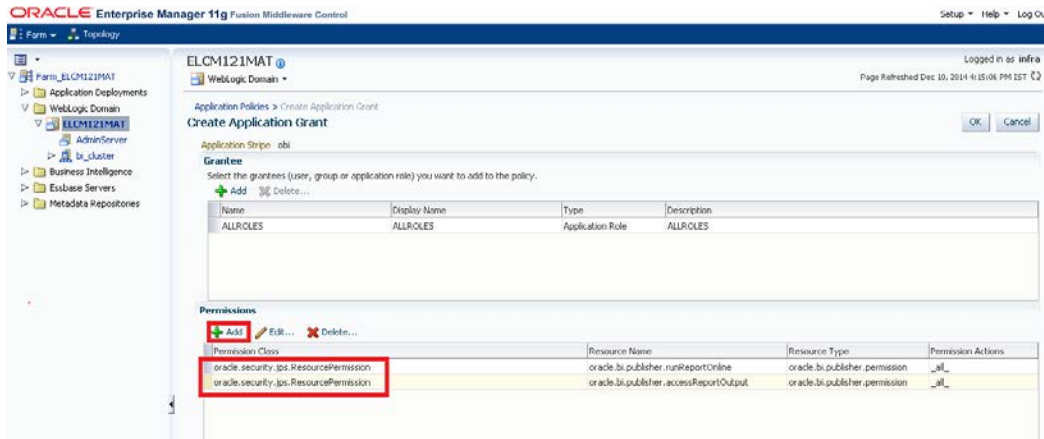 ORACLE Enterprise Manager 11g Fusion Middleware Control
Setup Help
Farm Topology
ELCM121MAT
Logged in as infra
WebLogic Domain
Page Refreshed Dec 10, 2014 4:15:06 PM IST
Farm_ELCM121MAT
Application Deployments
WebLogic Domain
ELCM121MAT
AdminServer
bi_cluster
Business Intelligence
Essbase Servers
Metadata Repositories
Application Policies > Create Application Grant
Create Application Grant
OK Cancel
Application Stripe obi
Grantee
Select the grantees (user, group or application role) you want to add to the policy.
Add Delete...
Name Display Name Type Description
ALLROLES ALLROLES Application Role ALLROLES
Permissions
Add Edit... Delete...
Permission Class Resource Name Resource Type Permission Actions
oracle.security.jps.ResourcePermission oracle.bi.publisher.runReportOnline oracle.bi.publisher.permission _all_
oracle.security.jps.ResourcePermission oracle.bi.publisher.accessReportOutput oracle.bi.publisher.permission _all_